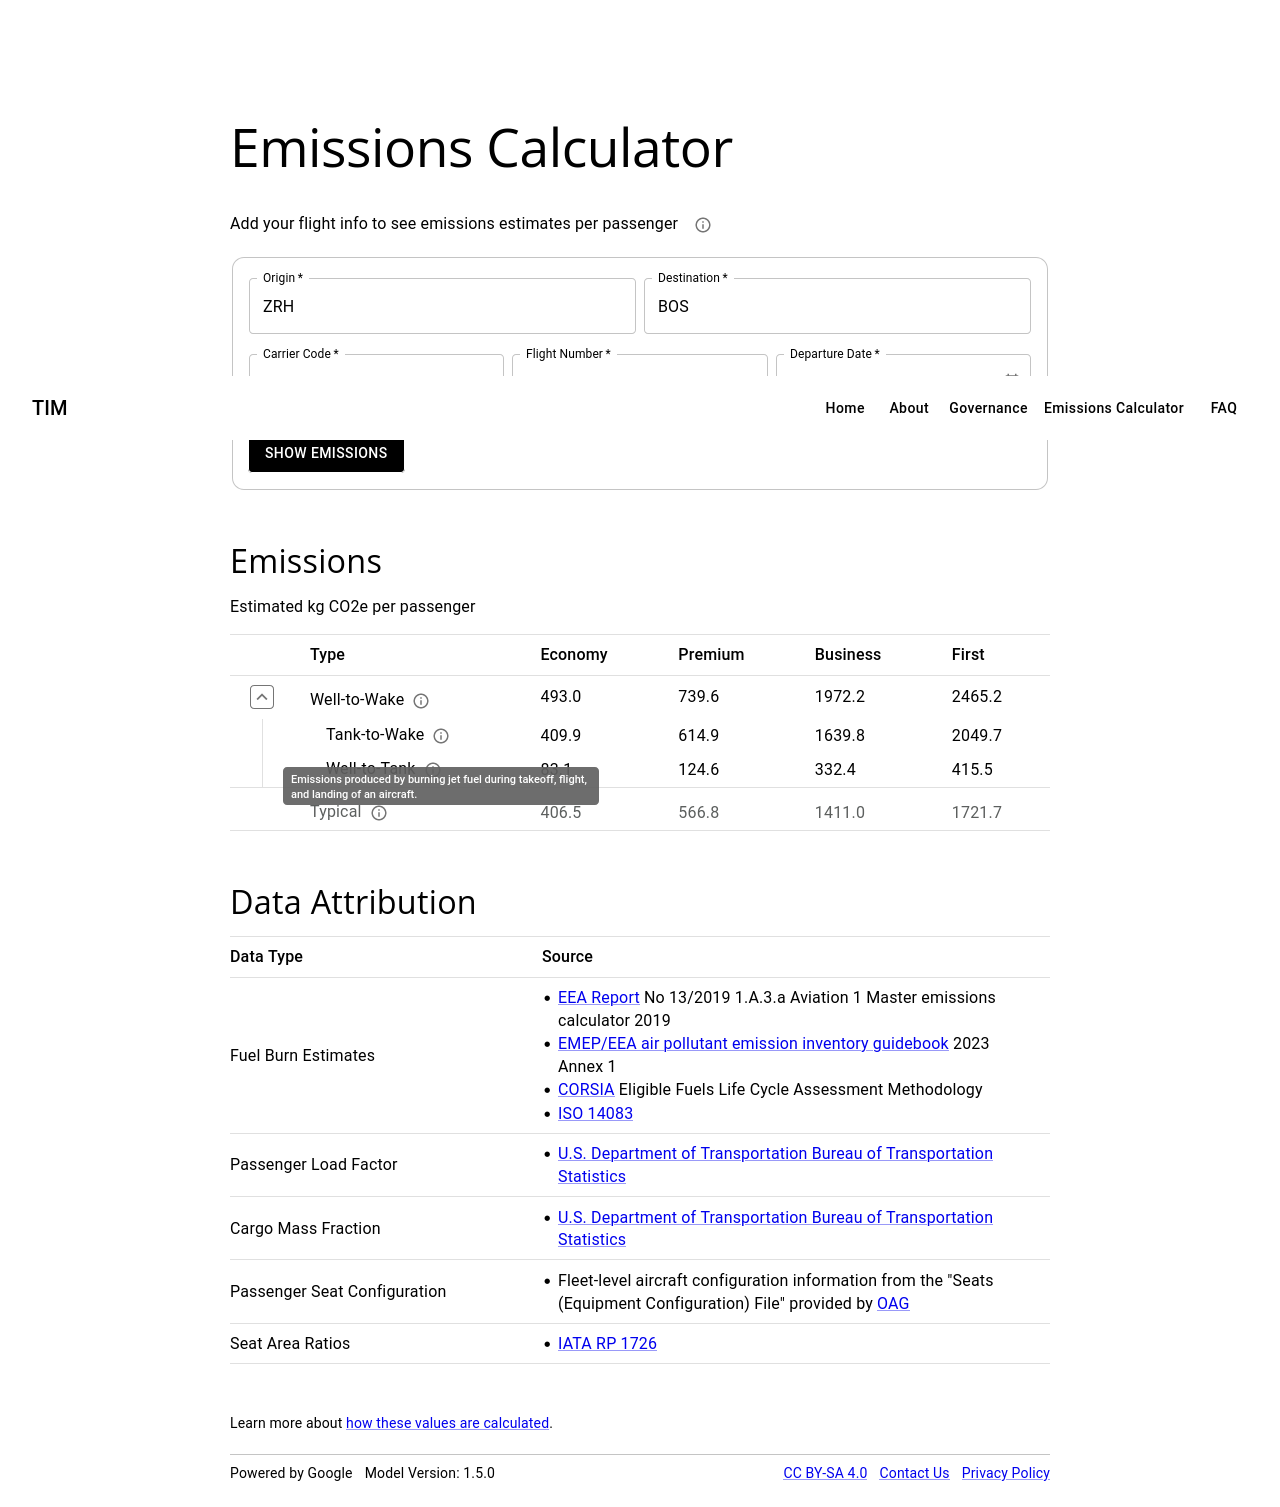 Emissions Calculator
Add your flight info to see emissions estimates per passenger
Origin *
Destination *
ZRH
BOS
Carrier Code *
Flight Number *
Departure Date *
TIM
Home
About
Governance
Emissions Calculator
FAQ
SHOW EMISSIONS
Emissions
Estimated kg CO2e per passenger
Type Economy Premium Business First
Well-to-Wake 493.0 739.6 1972.2 2465.2
Tank-to-Wake 409.9 614.9 1639.8 2049.7
Well-to-Tank 83.1 124.6 332.4 415.5
Emissions produced by burning jet fuel during takeoff, flight,
and landing of an aircraft.
Typical 406.5 566.8 1411.0 1721.7
Data Attribution
Data Type Source
Fuel Burn Estimates
• EEA Report No 13/2019 1.A.3.a Aviation 1 Master emissions
calculator 2019
• EMEP/EEA air pollutant emission inventory guidebook 2023
Annex 1
• CORSIA Eligible Fuels Life Cycle Assessment Methodology
• ISO 14083
Passenger Load Factor
• U.S. Department of Transportation Bureau of Transportation
Statistics
Cargo Mass Fraction
• U.S. Department of Transportation Bureau of Transportation
Statistics
Passenger Seat Configuration
• Fleet-level aircraft configuration information from the "Seats
(Equipment Configuration) File" provided by OAG
Seat Area Ratios
• IATA RP 1726
Learn more about how these values are calculated.
Powered by Google Model Version: 1.5.0
CC BY-SA 4.0 Contact Us Privacy Policy